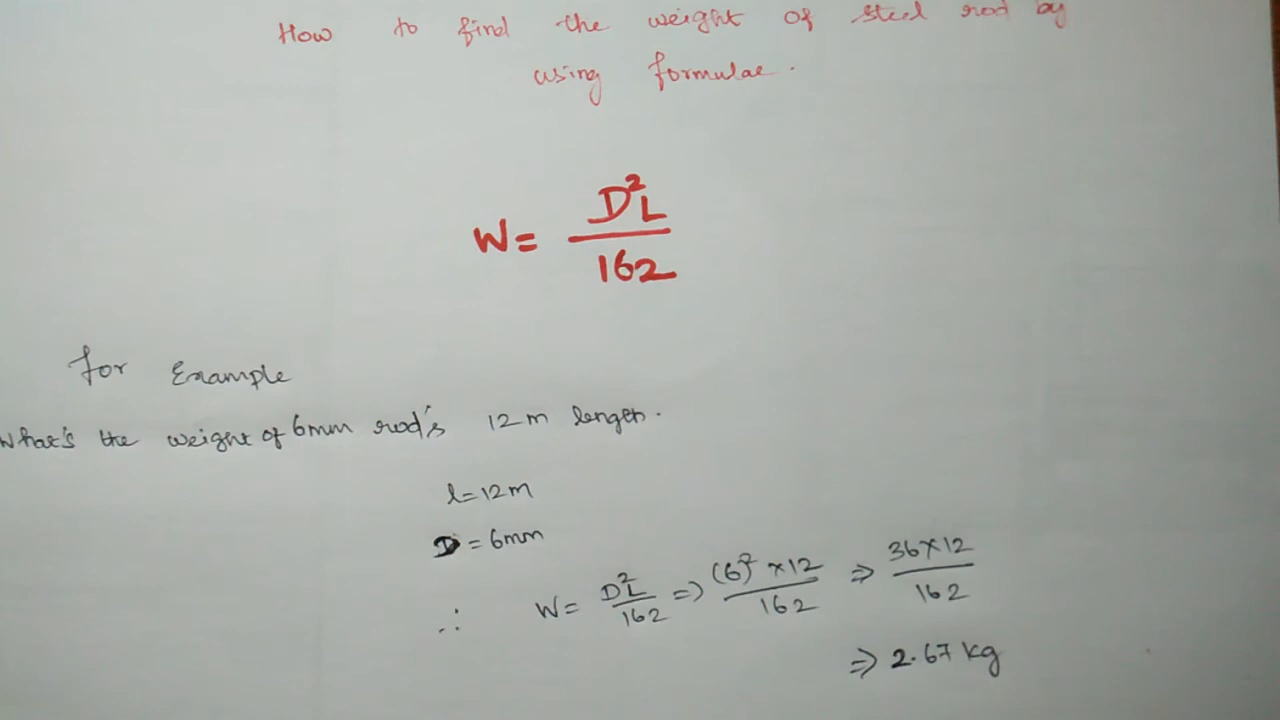 How to find the weight of steel rod by
using formulae.
W = D²L / 162
for Example
What's the weight of 6mm rod's 12m length.
l = 12m
D = 6mm
∴ W = D²L / 162 => (6)² × 12 / 162 => 36×12 / 162
=> 2.67 kg